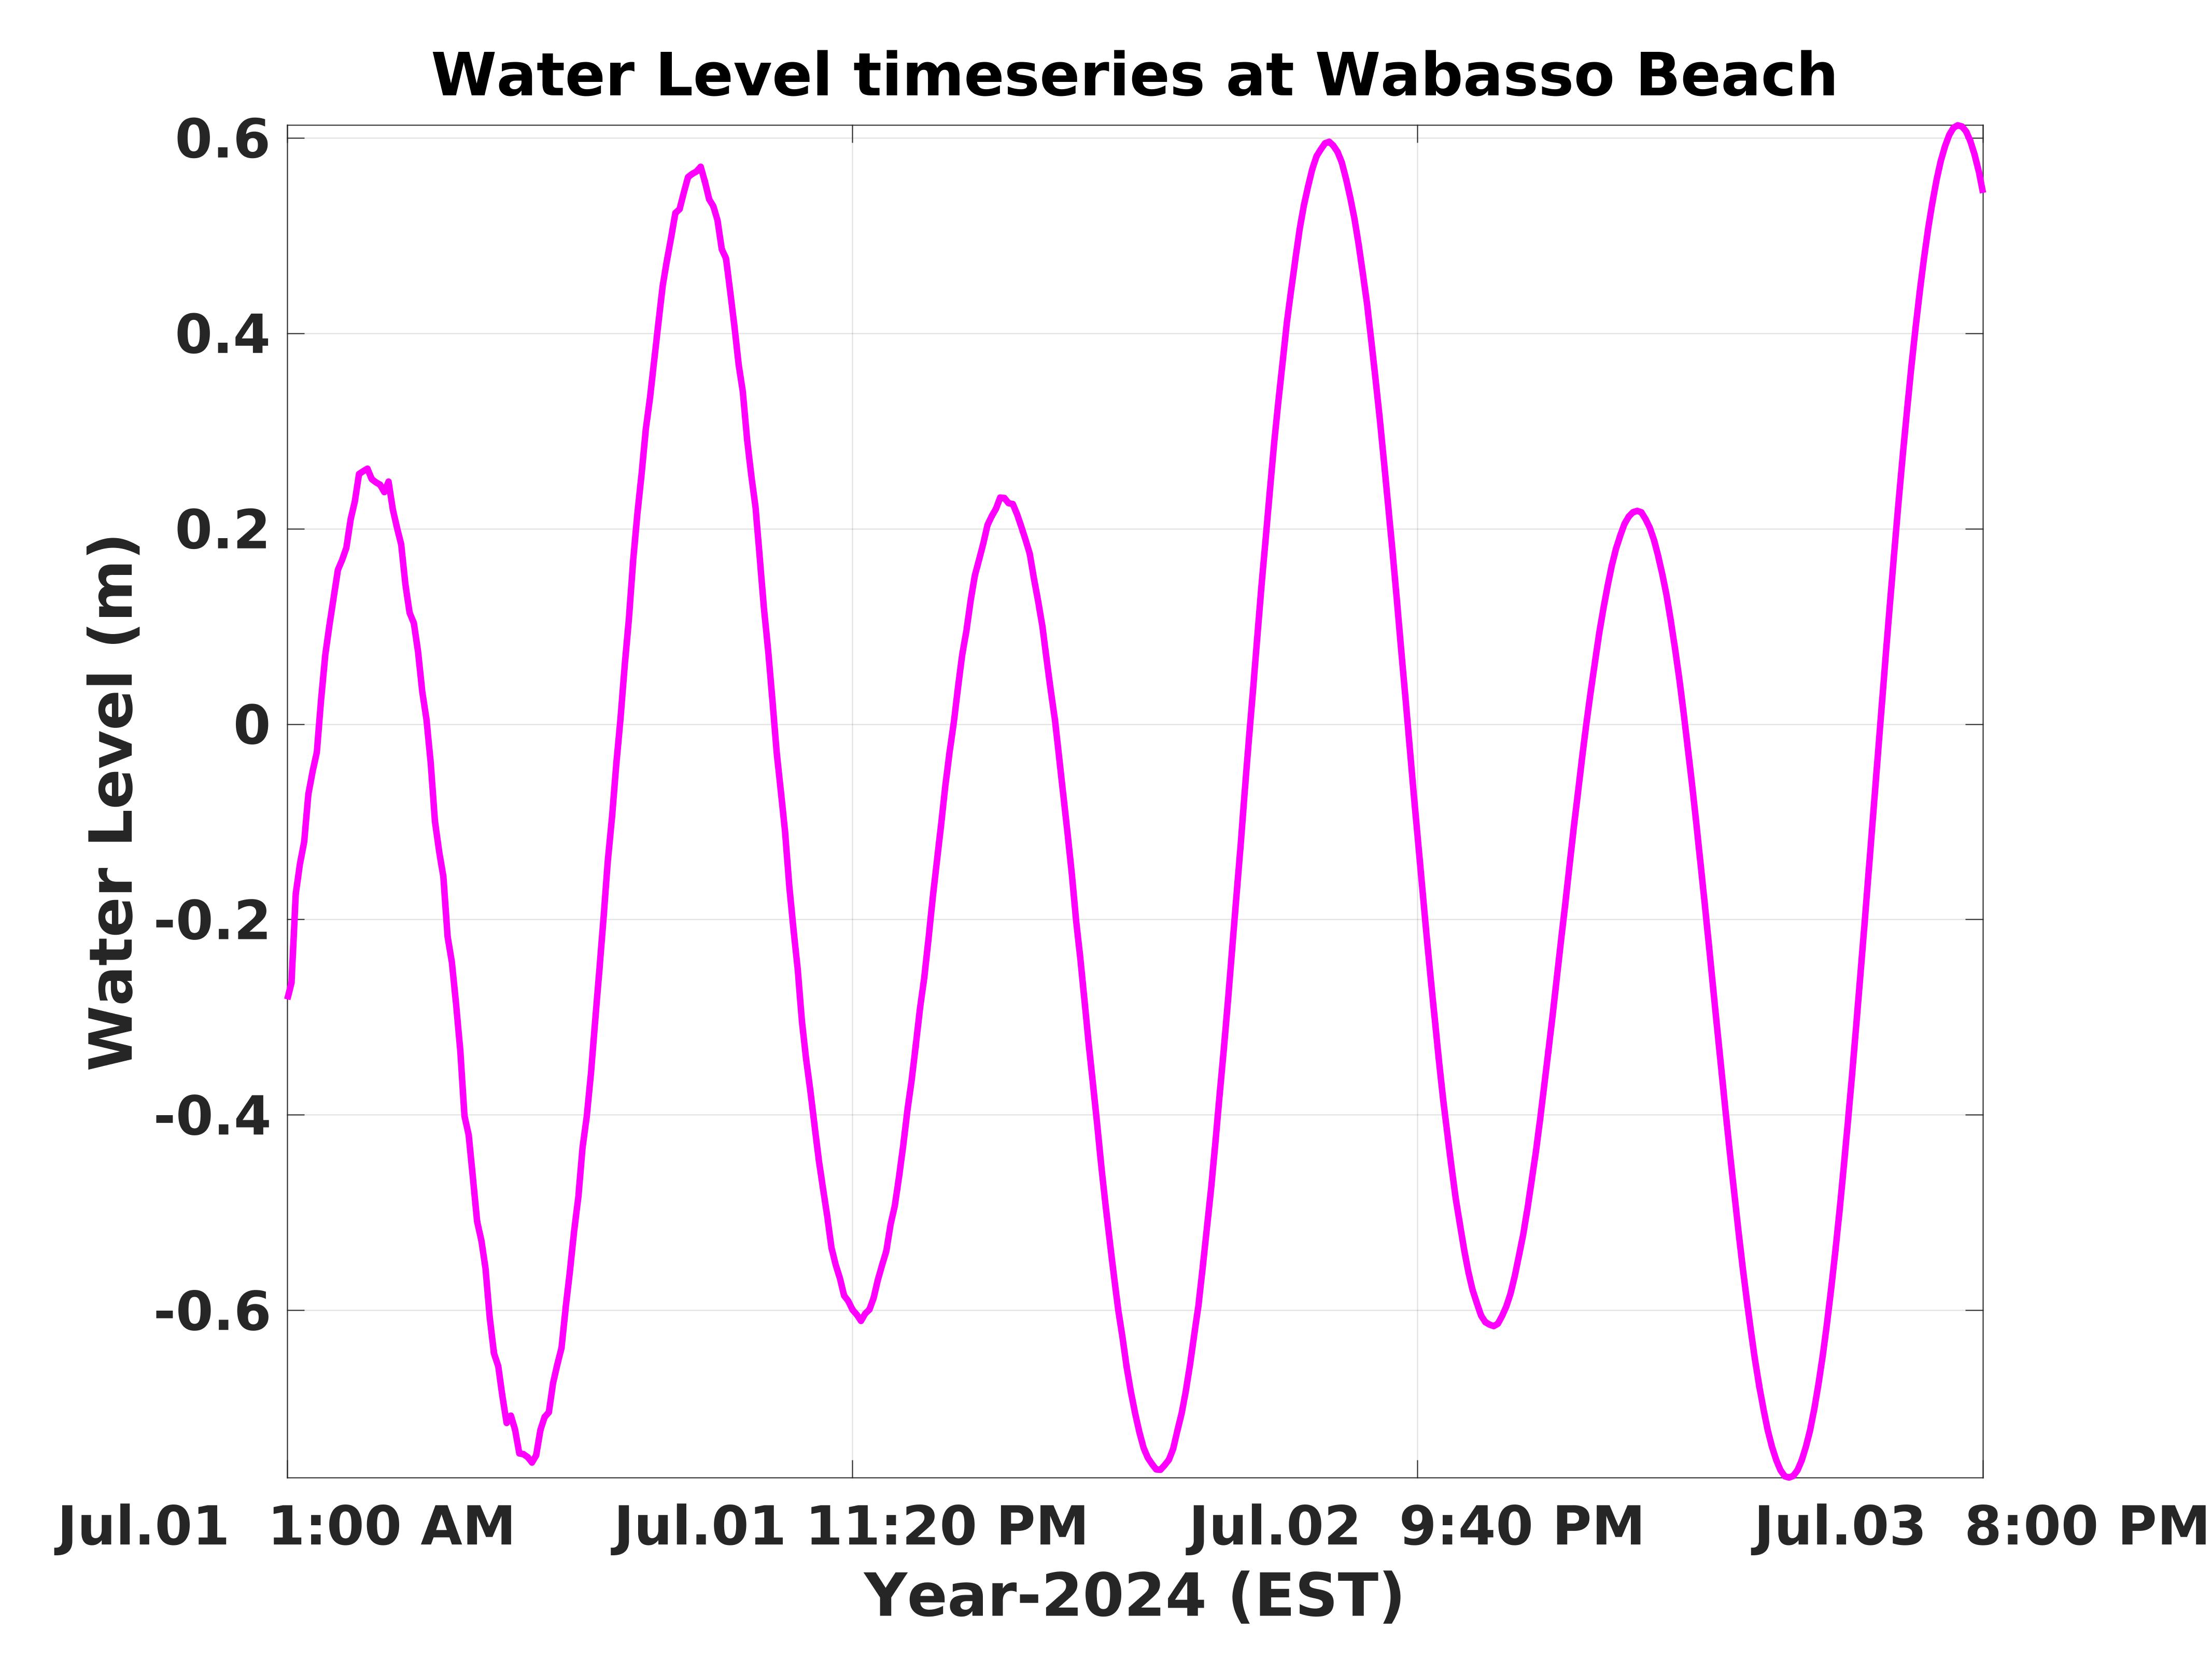 Water Level timeseries at Wabasso Beach
0.6
0.4
0.2
0
-0.2
-0.4
-0.6
Water Level (m)
Jul.01 1:00 AM Jul.01 11:20 PM Jul.02 9:40 PM Jul.03 8:00 PM
Year-2024 (EST)